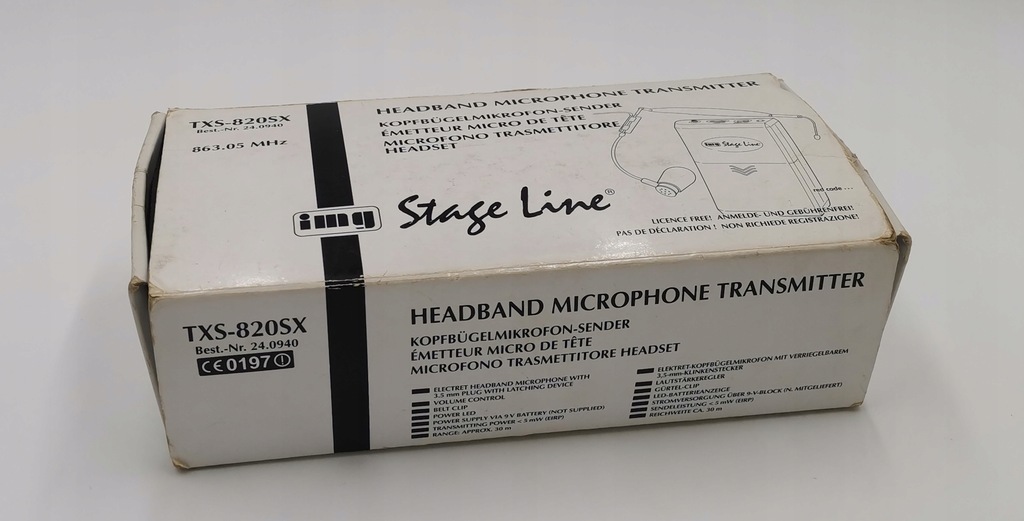 TXS-820SX
Best.-Nr. 24.0940
863.05 MHz
HEADBAND MICROPHONE TRANSMITTER
KOPFBÜGELMIKROFON-SENDER
ÉMETTEUR MICRO DE TÊTE
MICROFONO TRASMETTITORE
HEADSET
img Stage Line®
img Stage Line
red code...
LICENCE FREE! ANMELDE- UND GEBÜHRENFREI!
PAS DE DÉCLARATION! NON RICHIEDE REGISTRAZIONE!
TXS-820SX
Best.-Nr. 24.0940
CE0197
HEADBAND MICROPHONE TRANSMITTER
KOPFBÜGELMIKROFON-SENDER
ÉMETTEUR MICRO DE TÊTE
MICROFONO TRASMETTITORE HEADSET
ELECTRET HEADBAND MICROPHONE WITH
3.5 mm PLUG WITH LATCHING DEVICE
VOLUME CONTROL
BELT CLIP
POWER LED
POWER SUPPLY VIA 9 V BATTERY (NOT SUPPLIED)
TRANSMITTING POWER < 5 mW (EIRP)
RANGE: APPROX. 30 m
ELEKTRET-KOPFBÜGELMIKROFON MIT VERRIEGELBAREM
3,5-mm-KLINKENSTECKER
LAUTSTÄRKEREGLER
GÜRTEL-CLIP
LED-BATTERIEANZEIGE
STROMVERSORGUNG ÜBER 9-V-BLOCK (N. MITGELIEFERT)
SENDELEISTUNG < 5 mW (EIRP)
REICHWEITE CA. 30 m